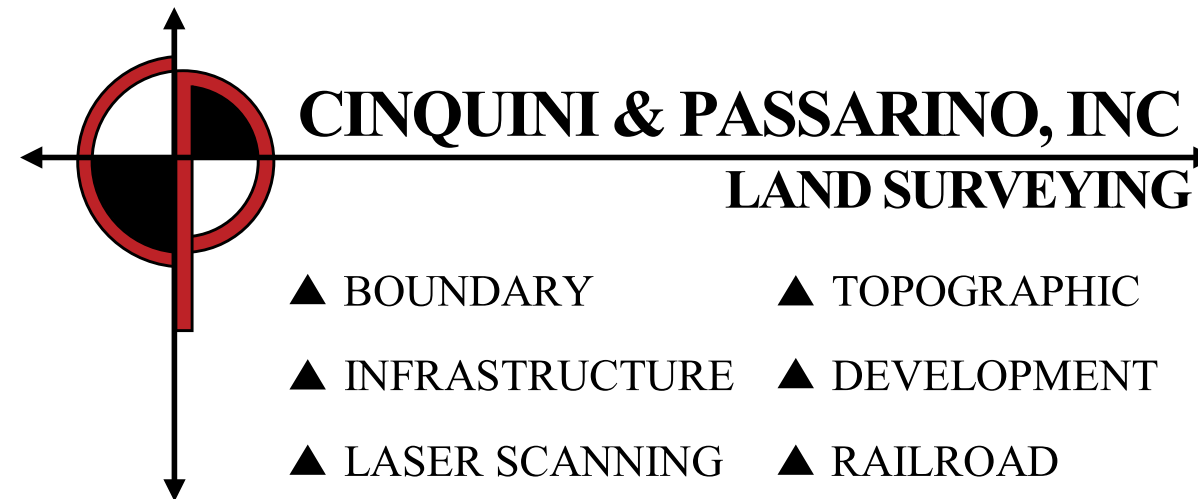 CINQUINI & PASSARINO, INC
LAND SURVEYING
▲ BOUNDARY ▲ TOPOGRAPHIC
▲ INFRASTRUCTURE ▲ DEVELOPMENT
▲ LASER SCANNING ▲ RAILROAD